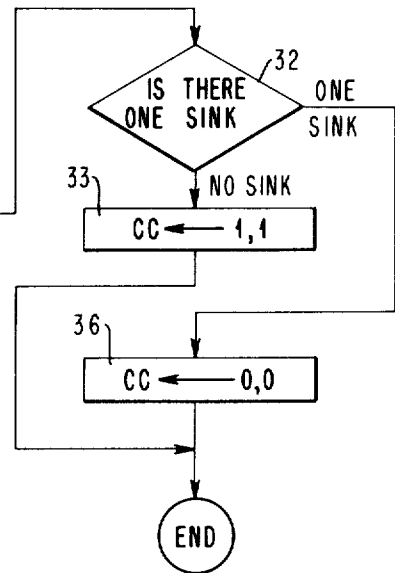 32
IS THERE
ONE SINK
ONE
SINK
NO SINK
33
CC ← 1,1
36
CC ← 0,0
END